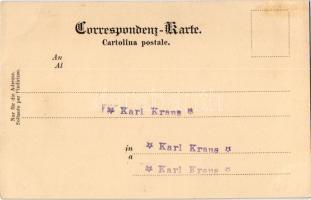 Correspondenz-Karte.
Cartolina postale.
An
Al
Nur für die Adresse.
Soltanto per l'indirizzo.
* Karl Kraus *
in * Karl Kraus *
a * Karl Kraus *